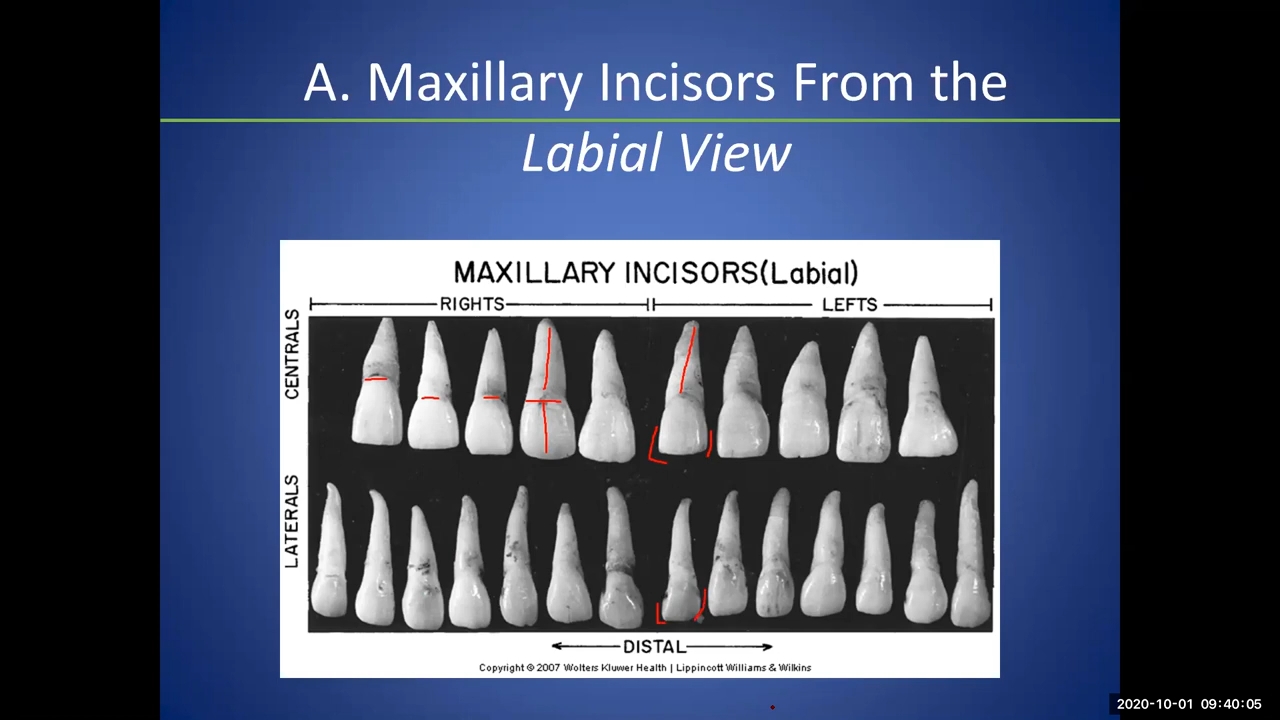 A. Maxillary Incisors From the
Labial View
MAXILLARY INCISORS(Labial)
RIGHTS
LEFTS
CENTRALS
LATERALS
DISTAL
Copyright © 2007 Wolters Kluwer Health | Lippincott Williams & Wilkins
2020-10-01 09:40:05